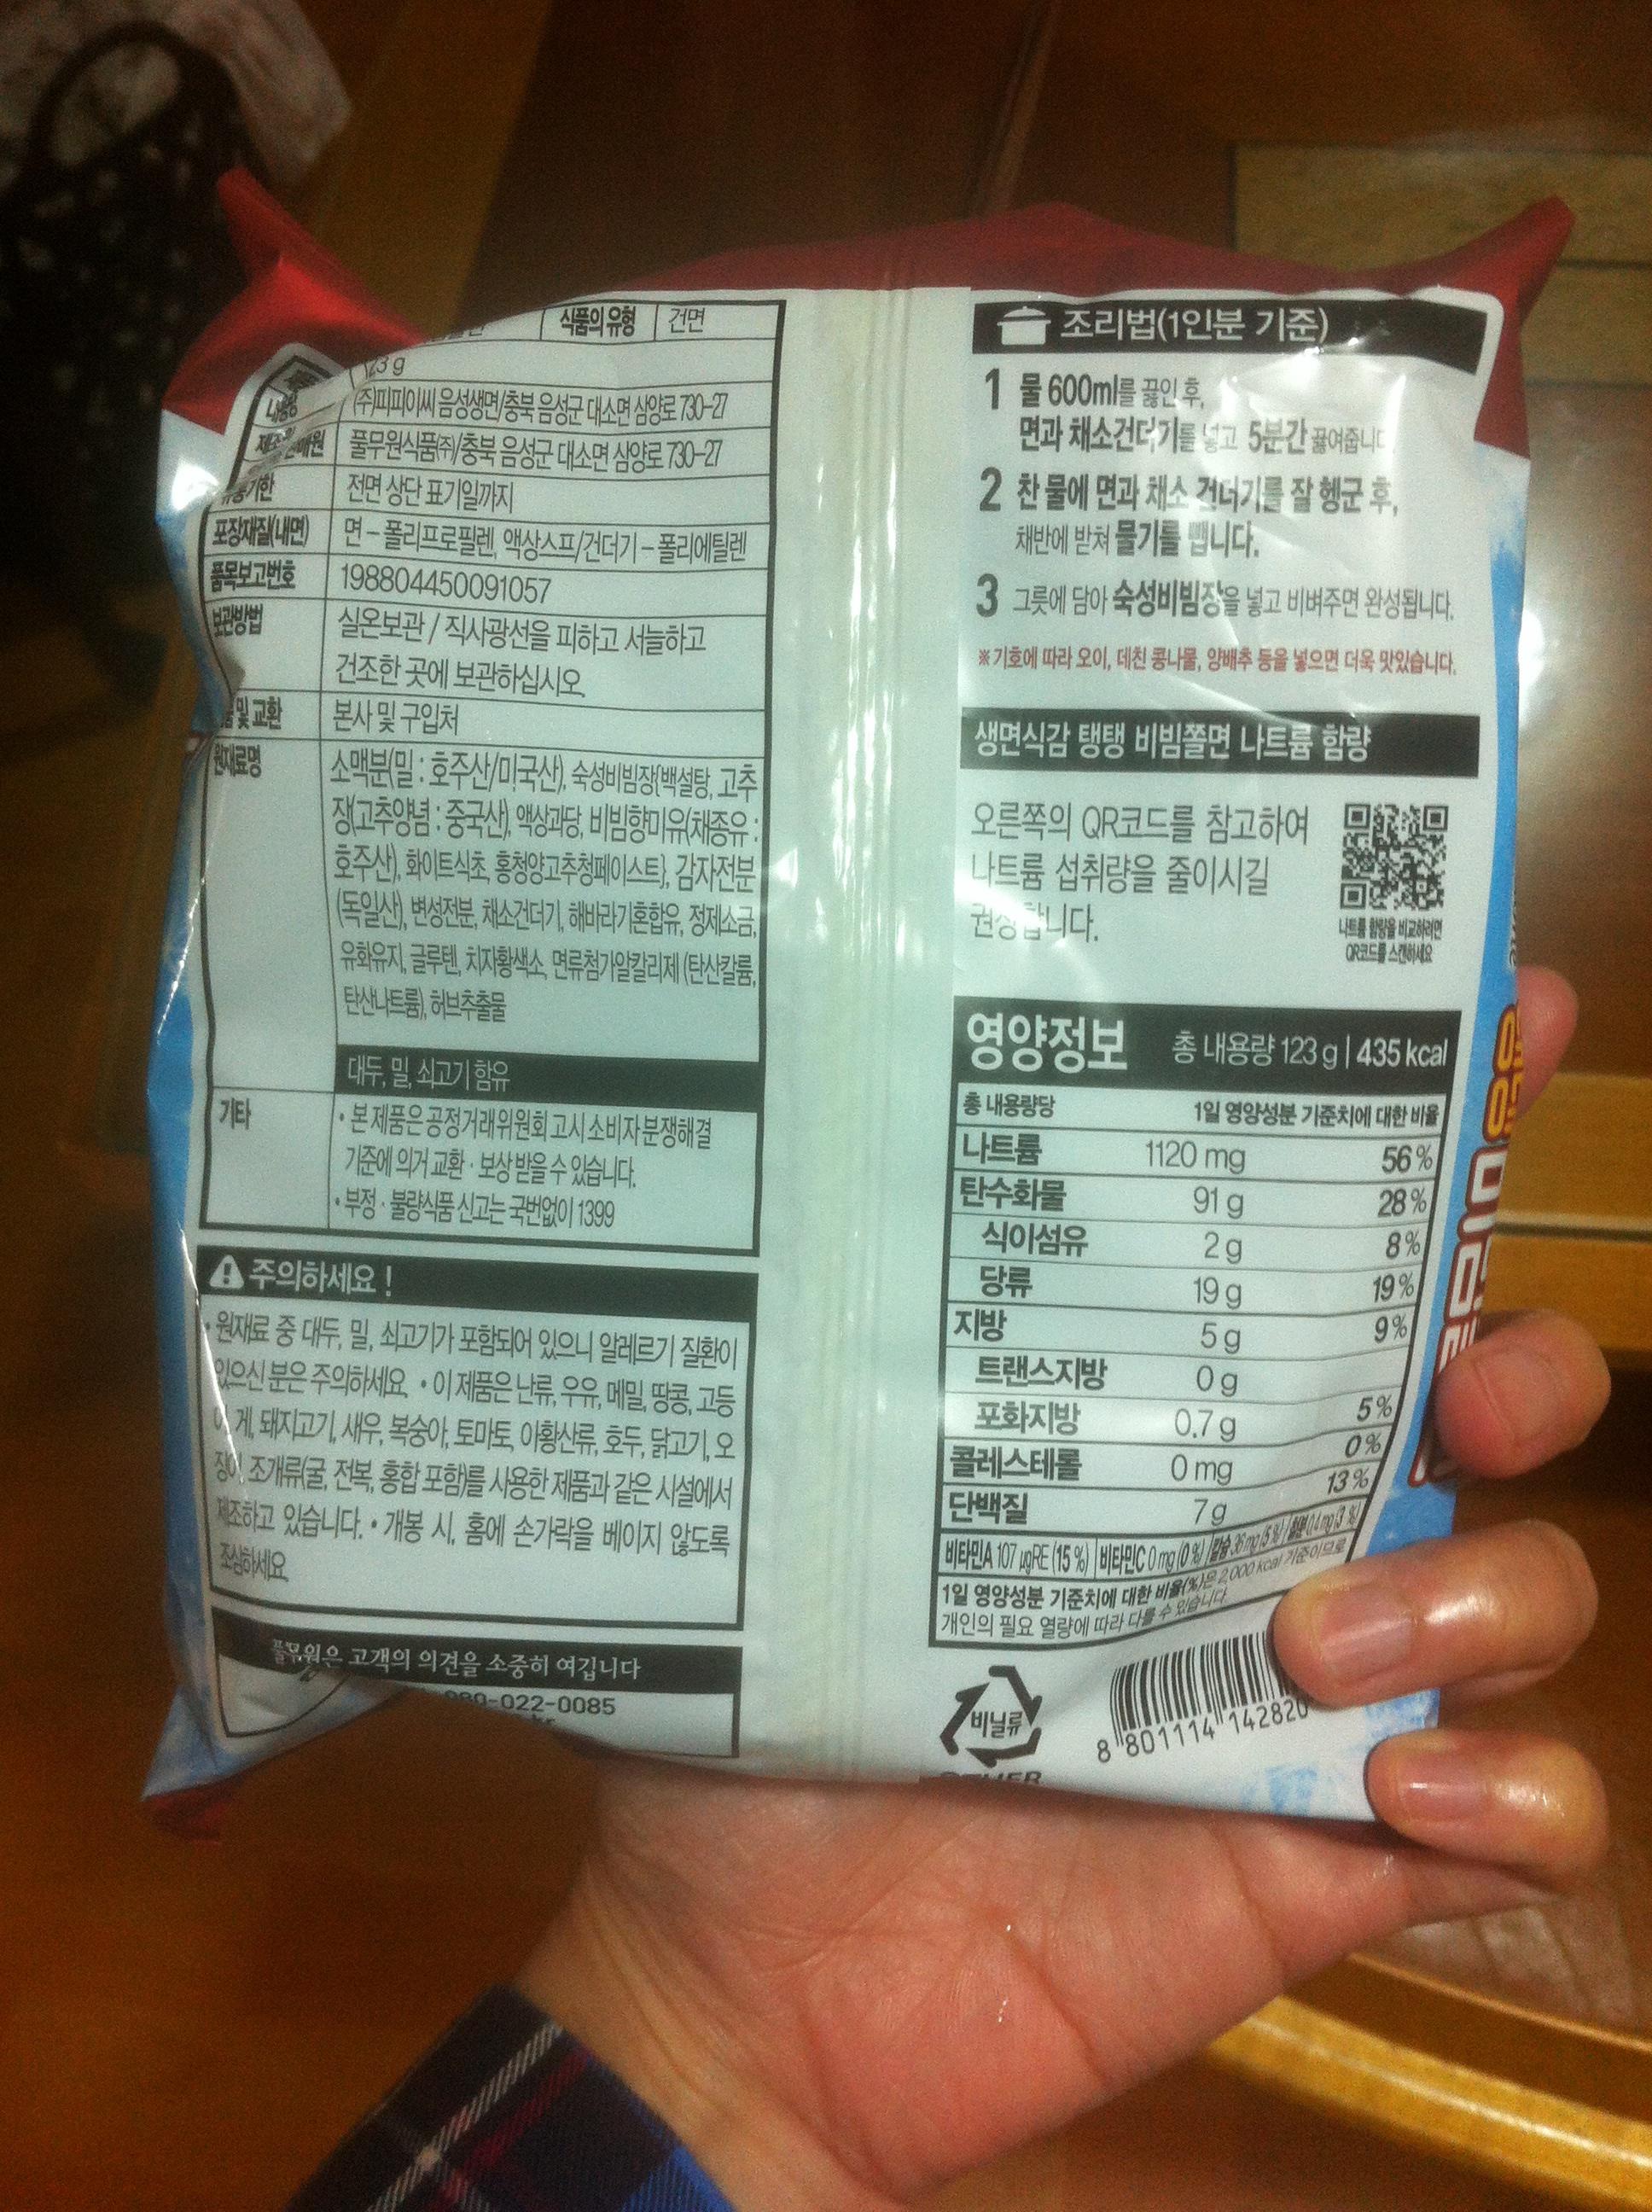 식품의 유형 건면
123 g
내용량
(주)피피이씨 음성생면/충북 음성군 대소면 삼양로 730-27
풀무원식품(주)/충북 음성군 대소면 삼양로 730-27
전면 상단 표기일까지
포장재질(내면) 면 – 폴리프로필렌, 액상스프/건더기 – 폴리에틸렌
품목보고번호 198804450091057
보관방법 실온보관 / 직사광선을 피하고 서늘하고
건조한 곳에 보관하십시오.
및 교환 본사 및 구입처
원재료명 소맥분(밀 : 호주산/미국산), 숙성비빔장{백설탕, 고추
장(고추양념 : 중국산), 액상과당, 비빔향미유(채종유 :
호주산), 화이트식초, 홍청양고추청페이스트}, 감자전분
(독일산), 변성전분, 채소건더기, 해바라기혼합유, 정제소금,
유화유지, 글루텐, 치자황색소, 면류첨가알칼리제 (탄산칼륨,
탄산나트륨), 허브추출물
대두, 밀, 쇠고기 함유
기타 • 본 제품은 공정거래위원회 고시 소비자분쟁해결
기준에 의거 교환 · 보상 받을 수 있습니다.
• 부정 · 불량식품 신고는 국번없이 1399
주의하세요 !
• 원재료 중 대두, 밀, 쇠고기가 포함되어 있으니 알레르기 질환이
있으신 분은 주의하세요. • 이 제품은 난류, 우유, 메밀, 땅콩, 고등
어, 게, 돼지고기, 새우, 복숭아, 토마토, 아황산류, 호두, 닭고기, 오
징어, 조개류(굴, 전복, 홍합 포함)를 사용한 제품과 같은 시설에서
제조하고 있습니다. • 개봉 시, 홈에 손가락을 베이지 않도록
조심하세요.
풀무원은 고객의 의견을 소중히 여깁니다
080-022-0085
조리법(1인분 기준)
1 물 600ml를 끓인 후,
면과 채소건더기를 넣고 5분간 끓여줍니다
2 찬 물에 면과 채소 건더기를 잘 헹군 후,
채반에 받쳐 물기를 뺍니다.
3 그릇에 담아 숙성비빔장을 넣고 비벼주면 완성됩니다.
※ 기호에 따라 오이, 데친 콩나물, 양배추 등을 넣으면 더욱 맛있습니다.
생면식감 탱탱 비빔쫄면 나트륨 함량
오른쪽의 QR코드를 참고하여
나트륨 섭취량을 줄이시길
권장합니다.
나트륨 함량을 비교하려면
QR코드를 스캔하세요
영양정보 총 내용량 123 g | 435 kcal
총 내용량당 1일 영양성분 기준치에 대한 비율
나트륨 1120 mg 56 %
탄수화물 91 g 28 %
식이섬유 2 g 8 %
당류 19 g 19 %
지방 5 g 9 %
트랜스지방 0 g
포화지방 0.7 g 5 %
콜레스테롤 0 mg 0 %
단백질 7 g 13 %
비타민A 107 μgRE (15 %) | 비타민C 0 mg (0 %) | 칼슘 36 mg (5 %) | 철분 0.4 mg (3 %)
1일 영양성분 기준치에 대한 비율(%)은 2,000 kcal 기준이므로
개인의 필요 열량에 따라 다를 수 있습니다
비닐류
OTHER
8 801114 142820